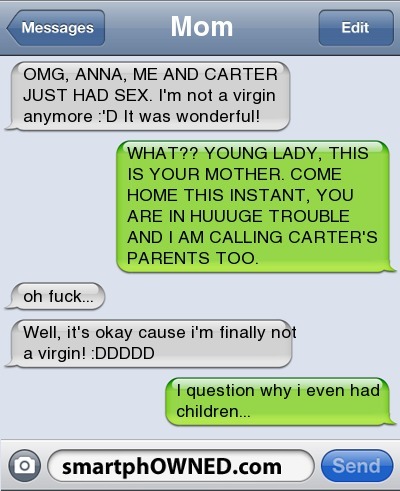 Messages
Mom
Edit
OMG, ANNA, ME AND CARTER
JUST HAD SEX. I'm not a virgin
anymore :'D It was wonderful!
WHAT?? YOUNG LADY, THIS
IS YOUR MOTHER. COME
HOME THIS INSTANT, YOU
ARE IN HUUUGE TROUBLE
AND I AM CALLING CARTER'S
PARENTS TOO.
oh fuck...
Well, it's okay cause i'm finally not
a virgin! :DDDDD
I question why i even had
children...
smartphOWNED.com
Send